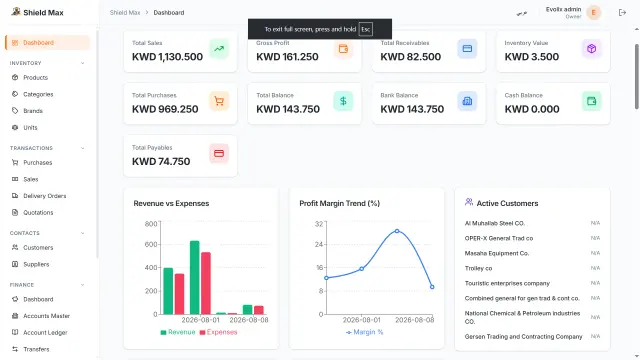 Shield Max
Shield Max
Dashboard
To exit full screen, press and hold Esc
عربي
Evolix admin
Owner
E
Dashboard
INVENTORY
Products
Categories
Brands
Units
TRANSACTIONS
Purchases
Sales
Delivery Orders
Quotations
CONTACTS
Customers
Suppliers
FINANCE
Dashboard
Accounts Master
Account Ledger
Transfers
Total Sales
KWD 1,130.500
Gross Profit
KWD 161.250
Total Receivables
KWD 82.500
Inventory Value
KWD 3.500
Total Purchases
KWD 969.250
Total Balance
KWD 143.750
Bank Balance
KWD 143.750
Cash Balance
KWD 0.000
Total Payables
KWD 74.750
Revenue vs Expenses
800
600
400
200
0
2026-08-01
2026-08-08
Revenue
Expenses
Profit Margin Trend (%)
32
24
16
8
0
2026-08-01
2026-08-08
Margin %
Active Customers
Al Muhallab Steel CO.
N/A
OPER-X General Trad co
N/A
Masaha Equipment Co.
N/A
Trolley co
N/A
Touristic enterprises company
N/A
Combined general for gen trad & cont co.
N/A
National Chemical & Petroleum industries
CO.
N/A
Gersan Trading and Contracting Company
N/A